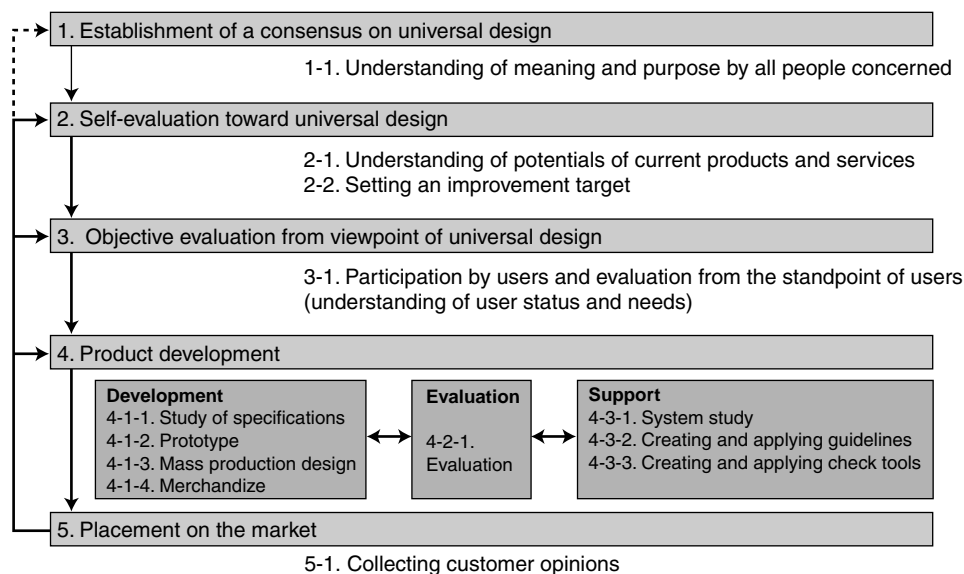 1. Establishment of a consensus on universal design
1-1. Understanding of meaning and purpose by all people concerned
2. Self-evaluation toward universal design
2-1. Understanding of potentials of current products and services
2-2. Setting an improvement target
3. Objective evaluation from viewpoint of universal design
3-1. Participation by users and evaluation from the standpoint of users
(understanding of user status and needs)
4. Product development
Development
4-1-1. Study of specifications
4-1-2. Prototype
4-1-3. Mass production design
4-1-4. Merchandize
Evaluation
4-2-1.
Evaluation
Support
4-3-1. System study
4-3-2. Creating and applying guidelines
4-3-3. Creating and applying check tools
5. Placement on the market
5-1. Collecting customer opinions